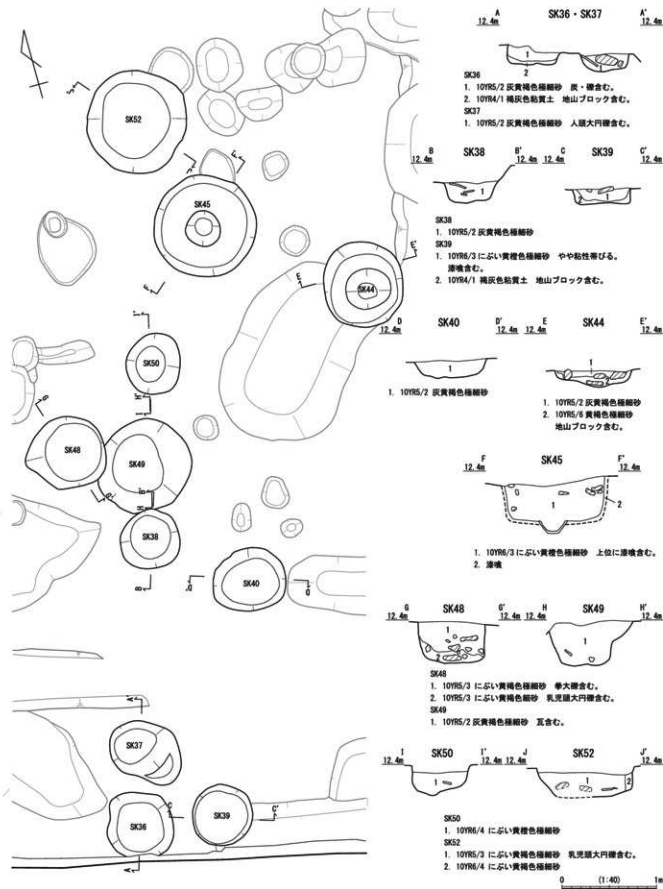 SK52
SK45
SK44
SK50
SK48
SK49
SK38
SK40
SK37
SK36
SK39
A SK36・SK37 A'
12.4m 12.4m
1
2
SK36
1. 10YR5/2 灰黄褐色極細砂 炭・礫含む。
2. 10YR4/1 褐灰色粘質土 地山ブロック含む。
SK37
1. 10YR5/2 灰黄褐色極細砂 人頭大円礫含む。
B SK38 B' C SK39 C'
12.4m 12.4m 12.4m 12.4m
1
2 1
SK38
1. 10YR5/2 灰黄褐色極細砂
SK39
1. 10YR6/3 にぶい黄橙色極細砂 やや粘性帯びる。
漆喰含む。
2. 10YR4/1 褐灰色粘質土 地山ブロック含む。
D SK40 D' E SK44 E'
12.4m 12.4m 12.4m 12.4m
1
1
2
1. 10YR5/2 灰黄褐色極細砂
1. 10YR5/2 灰黄褐色極細砂
2. 10YR5/6 黄褐色極細砂
地山ブロック含む。
F SK45 F'
12.4m 12.4m
1
2
1. 10YR6/3 にぶい黄橙色極細砂 上位に漆喰含む。
2. 漆喰
G SK48 G' H SK49 H'
12.4m 12.4m 12.4m 12.4m
1
2
1
SK48
1. 10YR5/3 にぶい黄褐色極細砂 拳大礫含む。
2. 10YR5/3 にぶい黄褐色細砂 乳児頭大円礫含む。
SK49
1. 10YR5/2 灰黄褐色極細砂 瓦含む。
I SK50 I' J SK52 J'
12.4m 12.4m 12.4m 12.4m
1
1
2
SK50
1. 10YR6/4 にぶい黄橙色極細砂
SK52
1. 10YR5/3 にぶい黄褐色極細砂 乳児頭大円礫含む。
2. 10YR6/4 にぶい黄橙色極細砂
0 (1:40) 1m